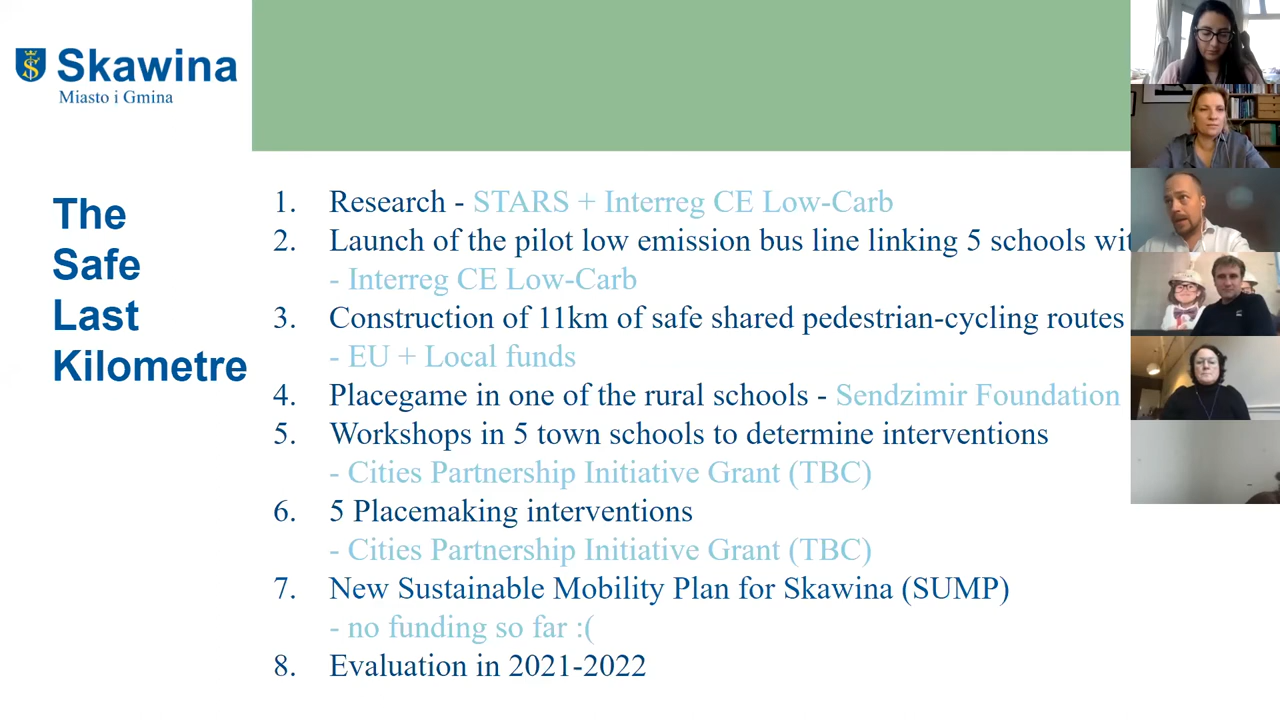 Skawina
Miasto i Gmina
The
Safe
Last
Kilometre
1. Research - STARS + Interreg CE Low-Carb
2. Launch of the pilot low emission bus line linking 5 schools
- Interreg CE Low-Carb
3. Construction of 11km of safe shared pedestrian-cycling routes
- EU + Local funds
4. Placegame in one of the rural schools - Sendzimir Foundation
5. Workshops in 5 town schools to determine interventions
- Cities Partnership Initiative Grant (TBC)
6. 5 Placemaking interventions
- Cities Partnership Initiative Grant (TBC)
7. New Sustainable Mobility Plan for Skawina (SUMP)
- no funding so far :(
8. Evaluation in 2021-2022